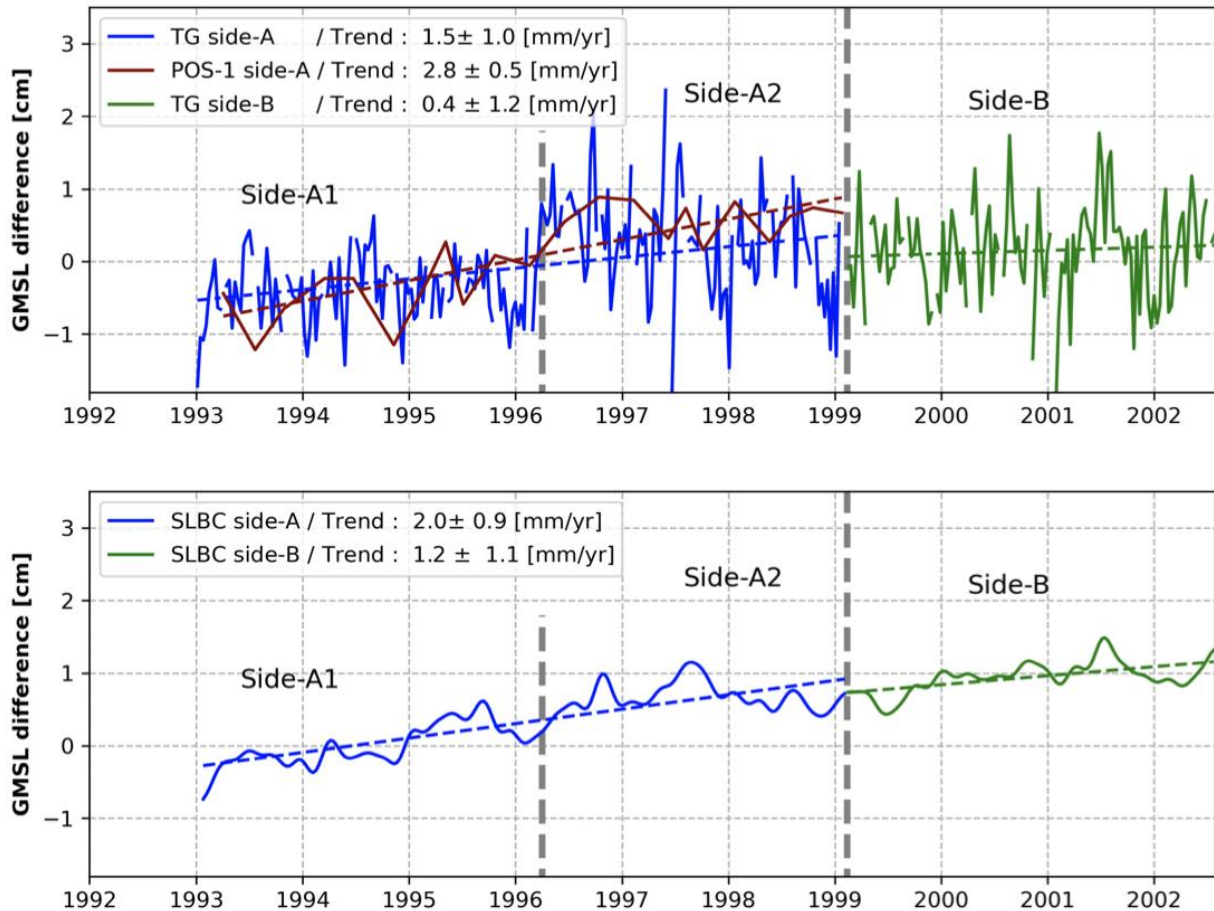 TG side-A / Trend : 1.5± 1.0 [mm/yr]
POS-1 side-A / Trend : 2.8 ± 0.5 [mm/yr]
TG side-B / Trend : 0.4 ± 1.2 [mm/yr]
Side-A1
Side-A2
Side-B
GMSL difference [cm]
3
2
1
0
−1
1992 1993 1994 1995 1996 1997 1998 1999 2000 2001 2002
SLBC side-A / Trend : 2.0± 0.9 [mm/yr]
SLBC side-B / Trend : 1.2 ± 1.1 [mm/yr]
Side-A1
Side-A2
Side-B
GMSL difference [cm]
3
2
1
0
−1
1992 1993 1994 1995 1996 1997 1998 1999 2000 2001 2002